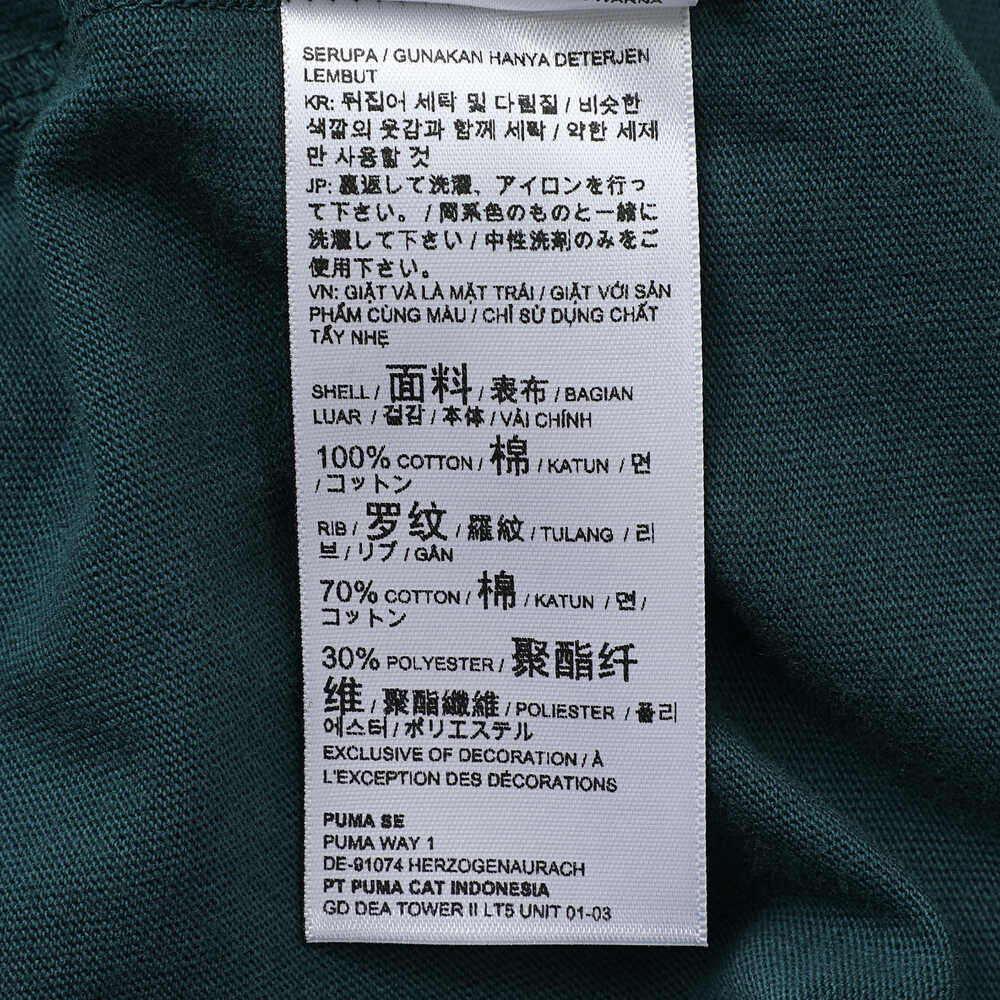 SERUPA / GUNAKAN HANYA DETERJEN
LEMBUT
KR: 뒤집어 세탁 및 다림질 / 비슷한
색깔의 옷감과 함께 세탁 / 약한 세제
만 사용할 것
JP: 裏返して洗濯、アイロンを行っ
て下さい。 / 同系色のものと一緒に
洗濯して下さい / 中性洗剤のみをご
使用下さい。
VN: GIẶT VÀ LÀ MẶT TRÁI / GIẶT VỚI SẢN
PHẨM CÙNG MÀU / CHỈ SỬ DỤNG CHẤT
TẨY NHẸ
SHELL / 面料 / 表布 / BAGIAN
LUAR / 겉감 / 本体 / VẢI CHÍNH
100% COTTON / 棉 / KATUN / 면
/ コットン
RIB / 罗纹 / 羅紋 / TULANG / 리
브 / リブ / GÂN
70% COTTON / 棉 / KATUN / 면 /
コットン
30% POLYESTER / 聚酯纤
维 / 聚酯纖維 / POLIESTER / 폴리
에스터 / ポリエステル
EXCLUSIVE OF DECORATION / À
L'EXCEPTION DES DÉCORATIONS
PUMA SE
PUMA WAY 1
DE-91074 HERZOGENAURACH
PT PUMA CAT INDONESIA
GD DEA TOWER II LT5 UNIT 01-03